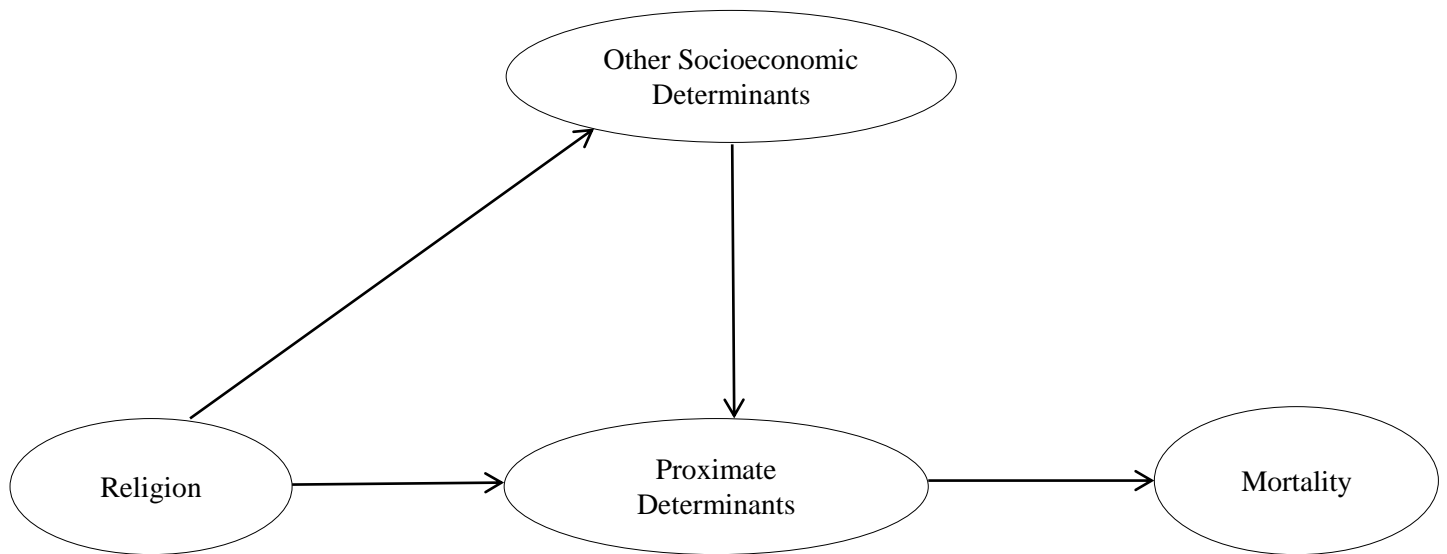 Other Socioeconomic
Determinants
Religion
Proximate
Determinants
Mortality